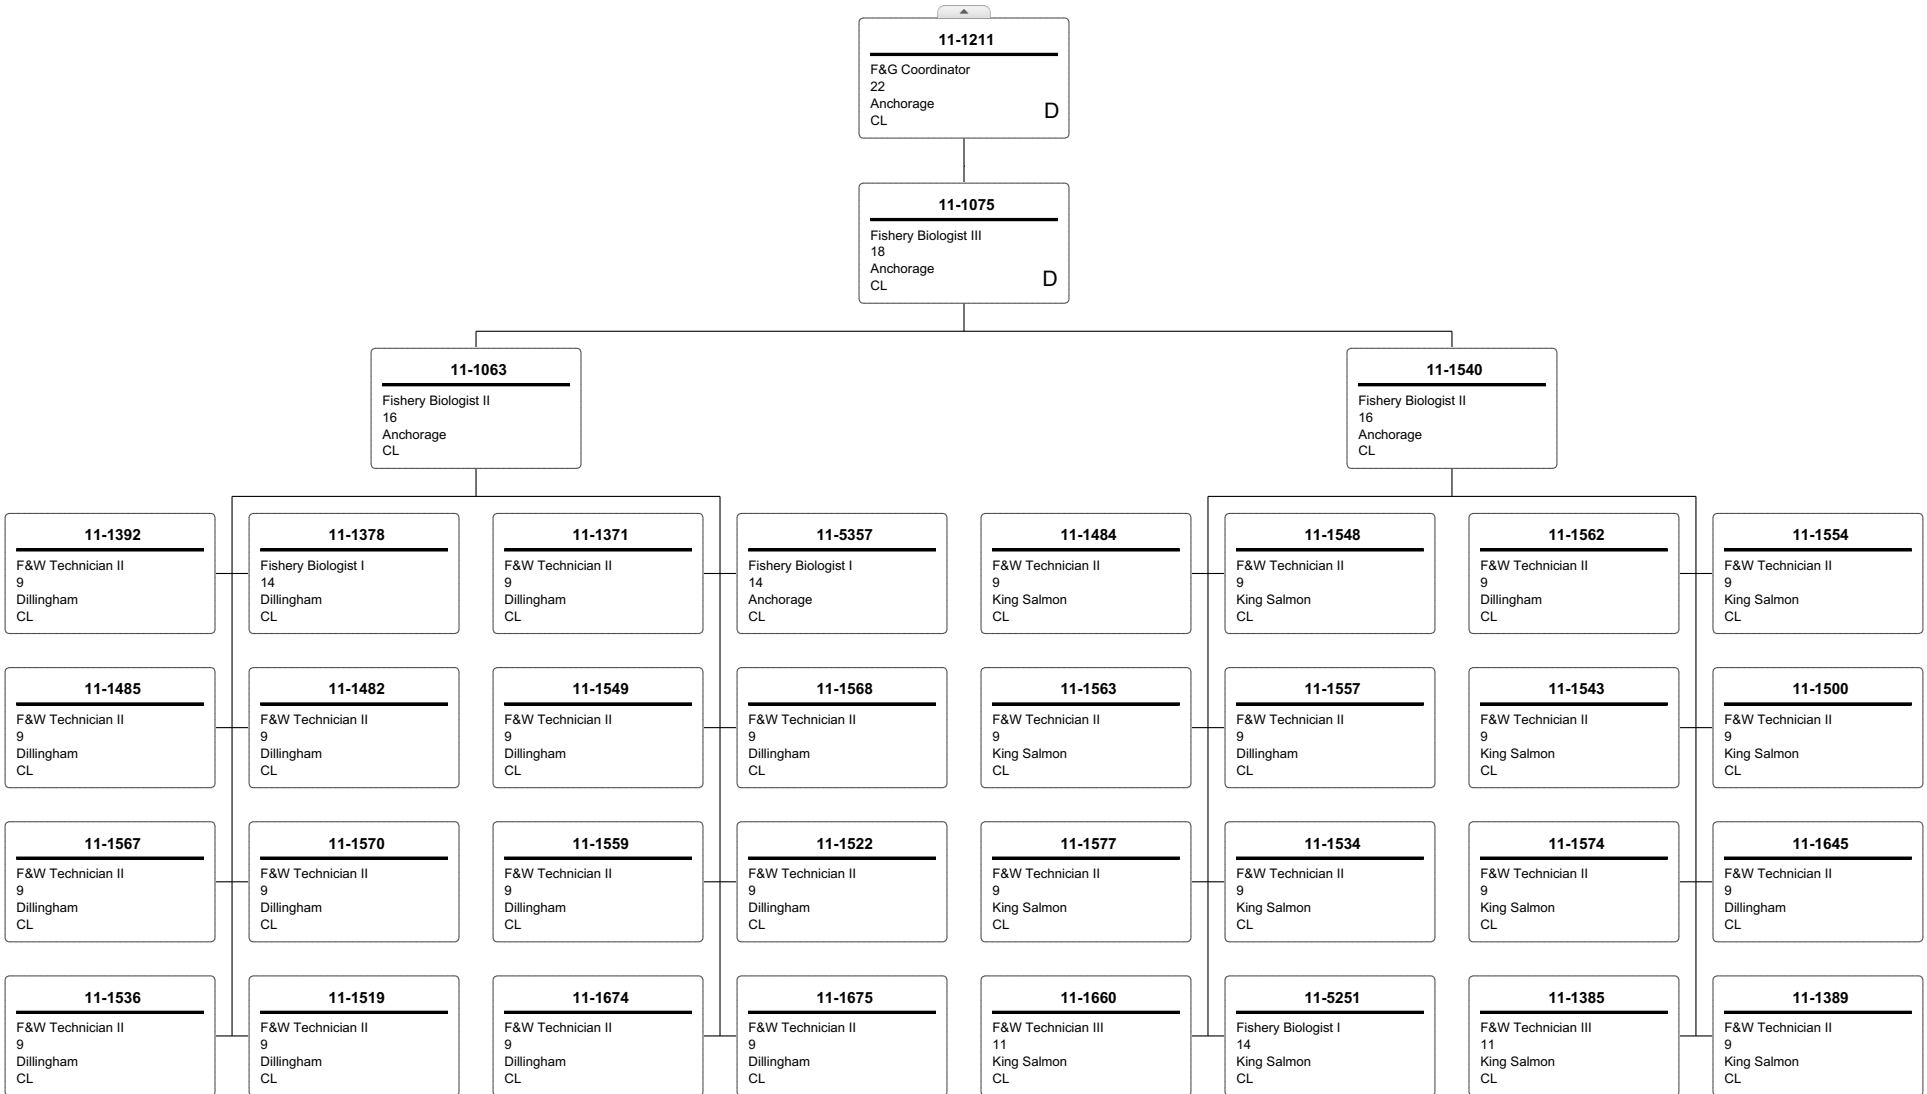 11-1211
F&G Coordinator
22
Anchorage
CL
D
11-1075
Fishery Biologist III
18
Anchorage
CL
D
11-1063
Fishery Biologist II
16
Anchorage
CL
11-1540
Fishery Biologist II
16
Anchorage
CL
11-1392
F&W Technician II
9
Dillingham
CL
11-1378
Fishery Biologist I
14
Dillingham
CL
11-1371
F&W Technician II
9
Dillingham
CL
11-5357
Fishery Biologist I
14
Anchorage
CL
11-1484
F&W Technician II
9
King Salmon
CL
11-1548
F&W Technician II
9
King Salmon
CL
11-1562
F&W Technician II
9
Dillingham
CL
11-1554
F&W Technician II
9
King Salmon
CL
11-1485
F&W Technician II
9
Dillingham
CL
11-1482
F&W Technician II
9
Dillingham
CL
11-1549
F&W Technician II
9
Dillingham
CL
11-1568
F&W Technician II
9
Dillingham
CL
11-1563
F&W Technician II
9
King Salmon
CL
11-1557
F&W Technician II
9
Dillingham
CL
11-1543
F&W Technician II
9
King Salmon
CL
11-1500
F&W Technician II
9
King Salmon
CL
11-1567
F&W Technician II
9
Dillingham
CL
11-1570
F&W Technician II
9
Dillingham
CL
11-1559
F&W Technician II
9
Dillingham
CL
11-1522
F&W Technician II
9
Dillingham
CL
11-1577
F&W Technician II
9
King Salmon
CL
11-1534
F&W Technician II
9
King Salmon
CL
11-1574
F&W Technician II
9
King Salmon
CL
11-1645
F&W Technician II
9
Dillingham
CL
11-1536
F&W Technician II
9
Dillingham
CL
11-1519
F&W Technician II
9
Dillingham
CL
11-1674
F&W Technician II
9
Dillingham
CL
11-1675
F&W Technician II
9
Dillingham
CL
11-1660
F&W Technician III
11
King Salmon
CL
11-5251
Fishery Biologist I
14
King Salmon
CL
11-1385
F&W Technician III
11
King Salmon
CL
11-1389
F&W Technician II
9
King Salmon
CL